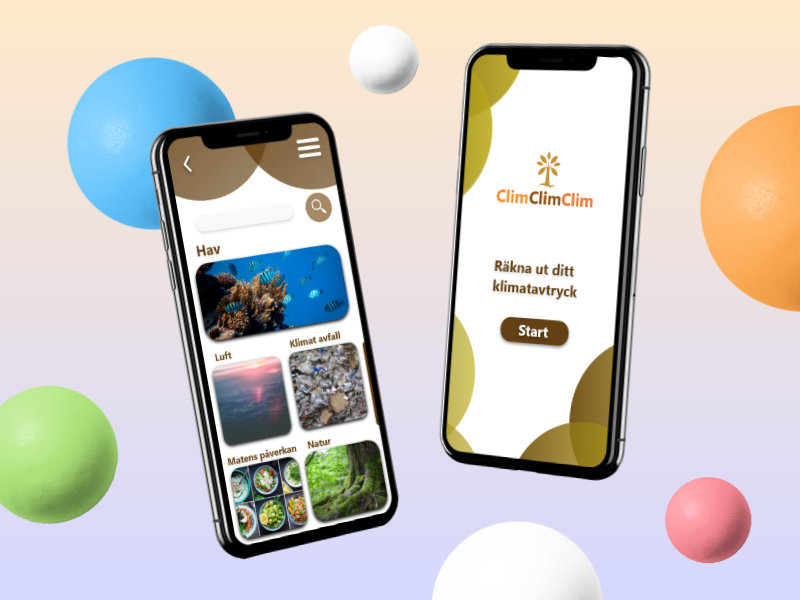 Hav
Luft
Klimat avfall
Matens påverkan
Natur
ClimClimClim
Räkna ut ditt
klimatavtryck
Start